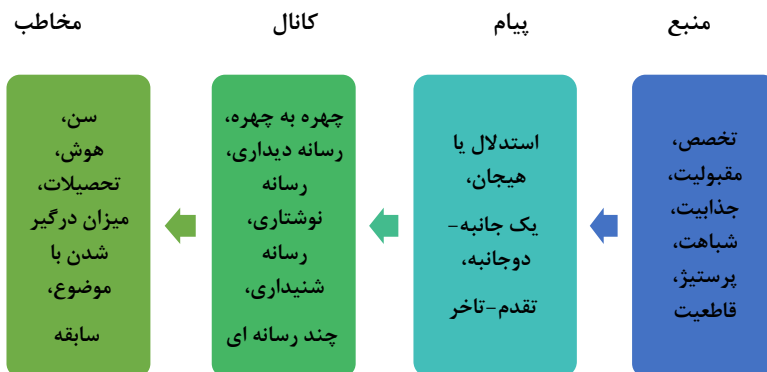 منبع
پیام
کانال
مخاطب
تخصص،
مقبولیت،
جذابیت،
شباهت،
پرستیژ،
قاطعیت
استدلال یا
هیجان،
یک جانبه-
دوجانبه،
تقدم-تاخر
چهره به چهره،
رسانه دیداری،
رسانه
نوشتاری،
رسانه
شنیداری،
چند رسانه ای
سن،
هوش،
تحصیلات،
میزان درگیر
شدن با
موضوع،
سابقه